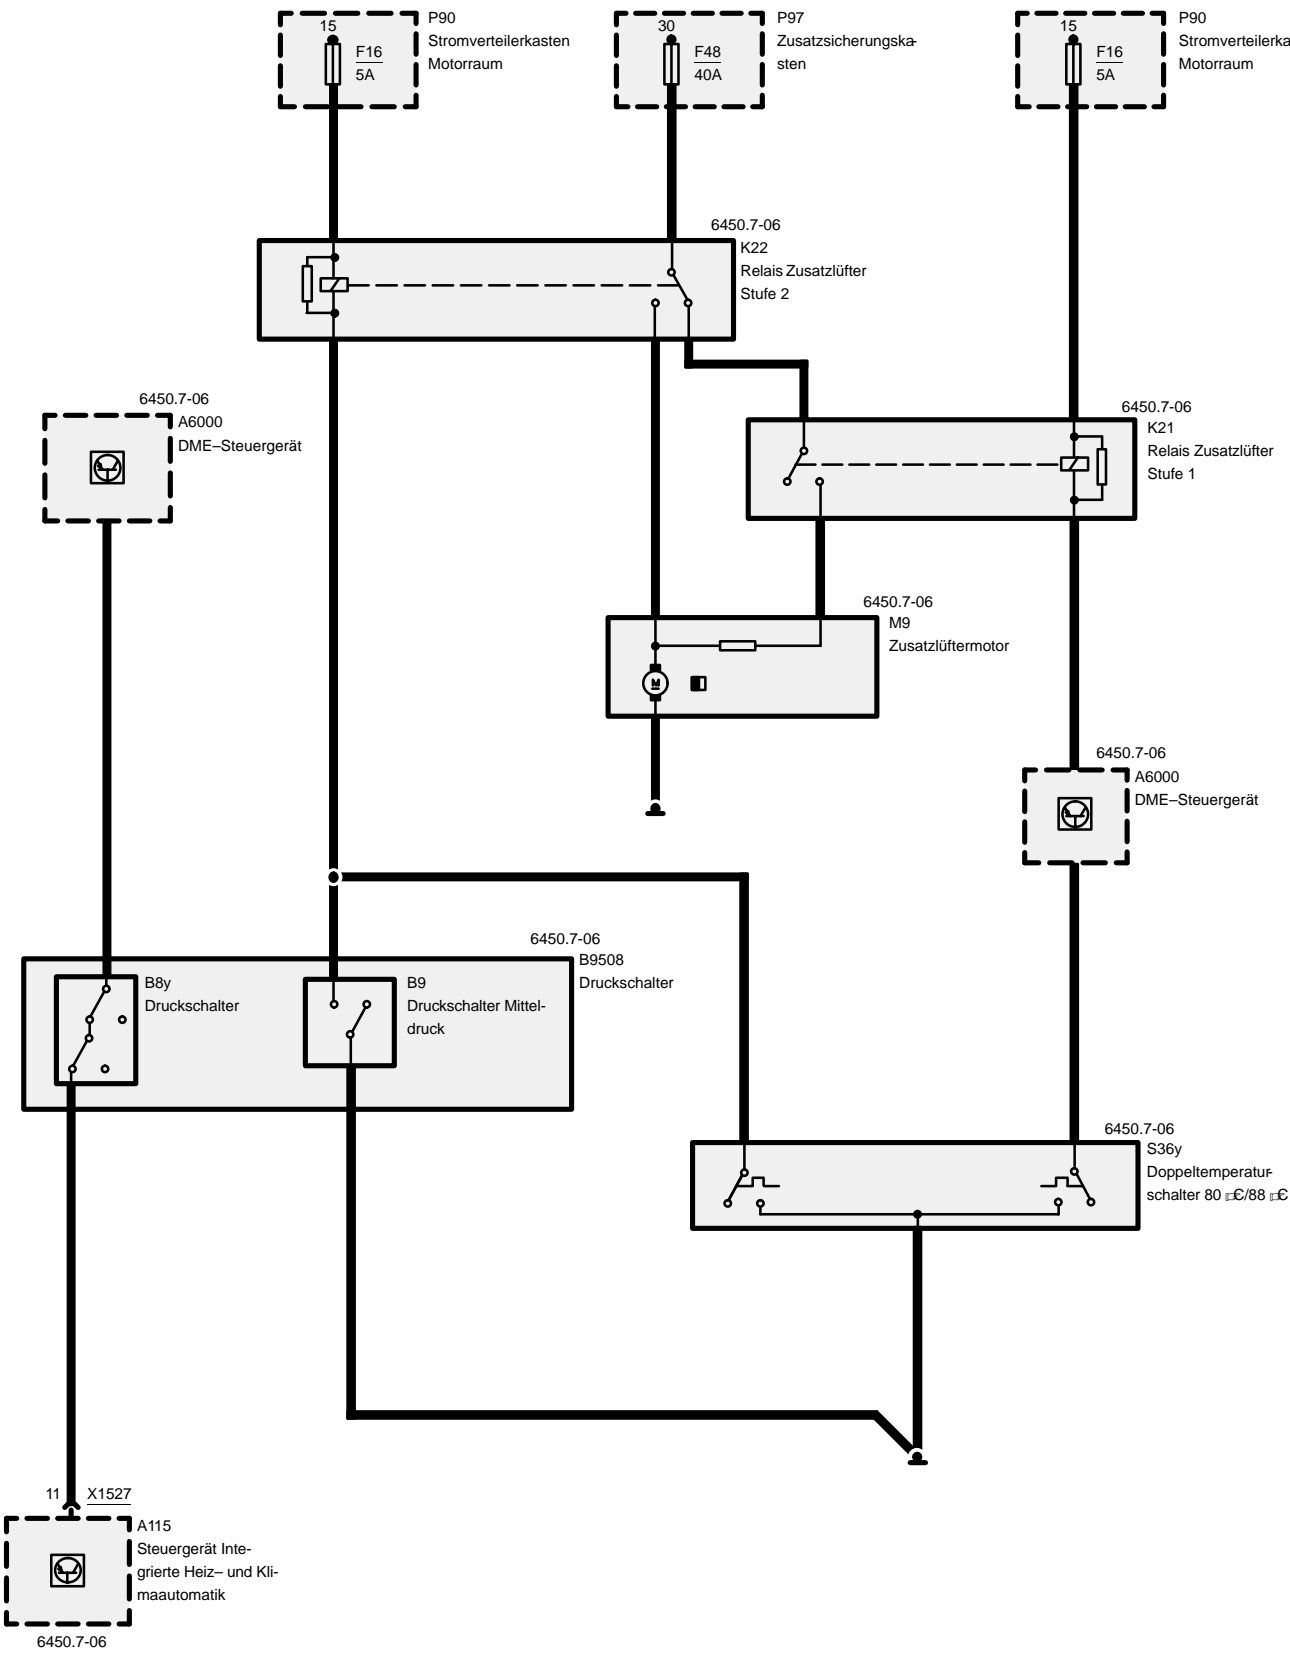 15
F16
5A
P90
Stromverteilerkasten
Motorraum
30
F48
40A
P97
Zusatzsicherungska-
sten
15
F16
5A
P90
Stromverteilerka
Motorraum
6450.7-06
K22
Relais Zusatzlüfter
Stufe 2
6450.7-06
A6000
DME–Steuergerät
6450.7-06
K21
Relais Zusatzlüfter
Stufe 1
6450.7-06
M9
Zusatzlüftermotor
M
6450.7-06
A6000
DME–Steuergerät
6450.7-06
B9508
Druckschalter
B8y
Druckschalter
B9
Druckschalter Mittel-
druck
6450.7-06
S36y
Doppeltemperatur-
schalter 80 /88
11 X1527
A115
Steuergerät Inte-
grierte Heiz– und Kli-
maautomatik
6450.7-06